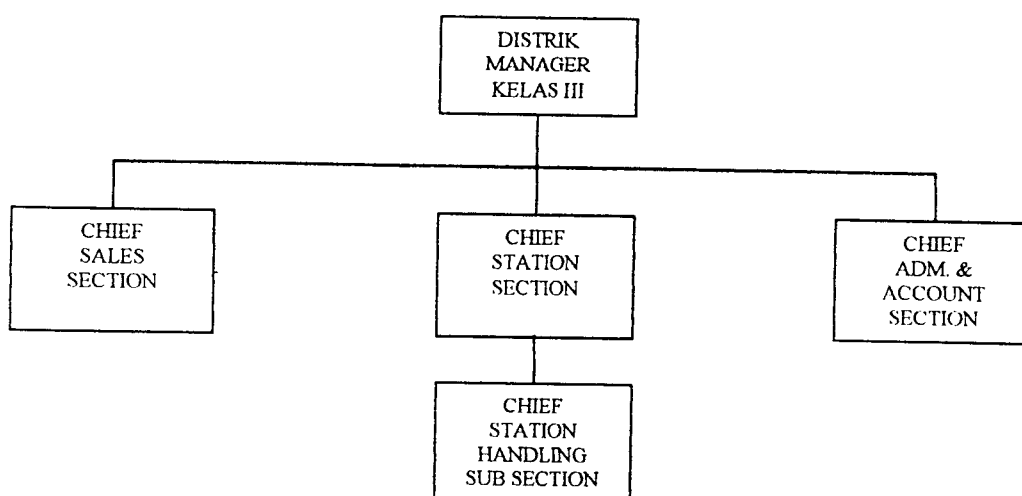 DISTRIK
MANAGER
KELAS III
CHIEF
SALES
SECTION
CHIEF
STATION
SECTION
CHIEF
ADM. &
ACCOUNT
SECTION
CHIEF
STATION
HANDLING
SUB SECTION